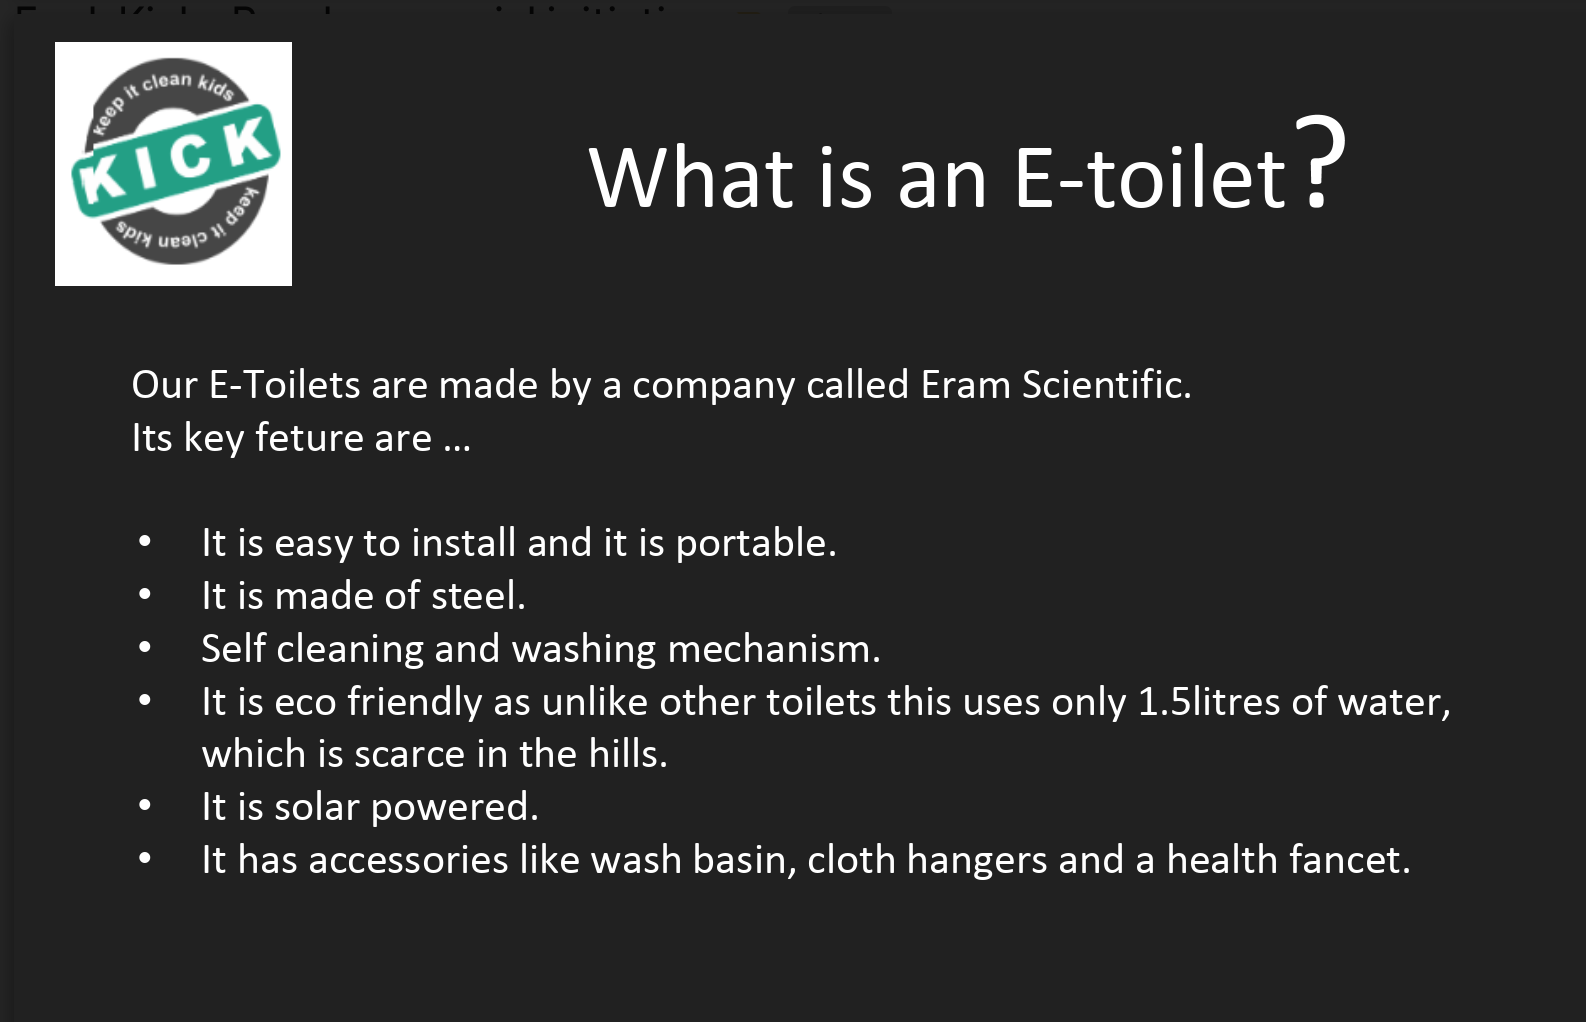 keep it clean kids
KICK
keep it clean kids
What is an E-toilet?
Our E-Toilets are made by a company called Eram Scientific.
Its key feture are ...
• It is easy to install and it is portable.
• It is made of steel.
• Self cleaning and washing mechanism.
• It is eco friendly as unlike other toilets this uses only 1.5litres of water,
which is scarce in the hills.
• It is solar powered.
• It has accessories like wash basin, cloth hangers and a health fancet.